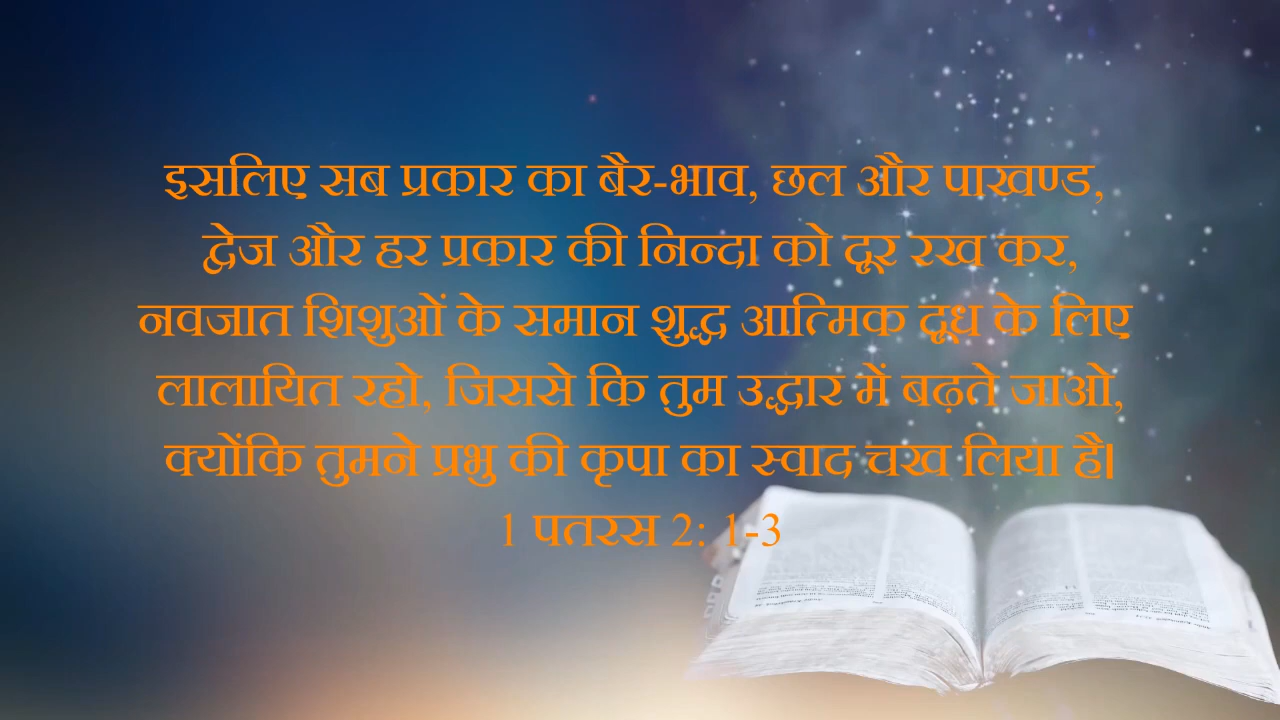 इसलिए सब प्रकार का बैर-भाव, छल और पाखण्ड,
द्वेज और हर प्रकार की निन्दा को दूर रख कर,
नवजात शिशुओं के समान शुद्ध आत्मिक दूध के लिए
लालायित रहो, जिससे कि तुम उद्धार में बढ़ते जाओ,
क्योंकि तुमने प्रभु की कृपा का स्वाद चख लिया है।
1 पतरस 2: 1-3